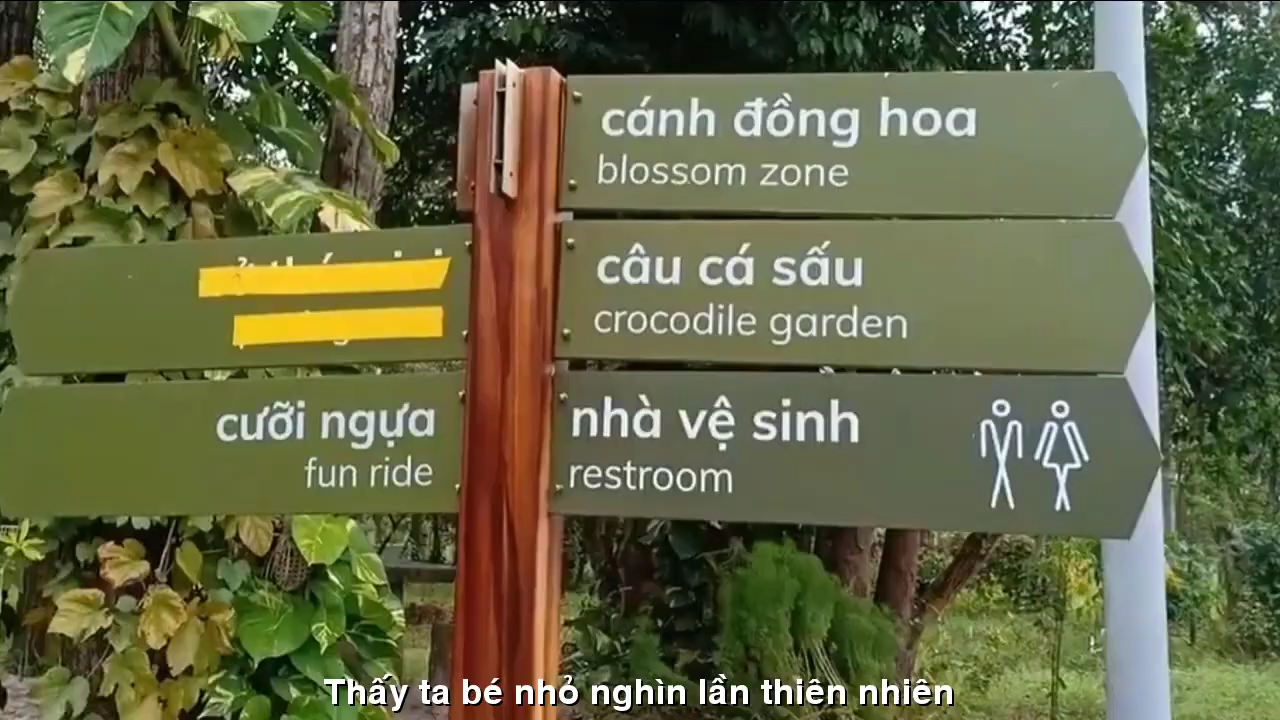 cánh đồng hoa
blossom zone
câu cá sấu
crocodile garden
cưỡi ngựa
fun ride
nhà vệ sinh
restroom
Thấy ta bé nhỏ nghìn lần thiên nhiên